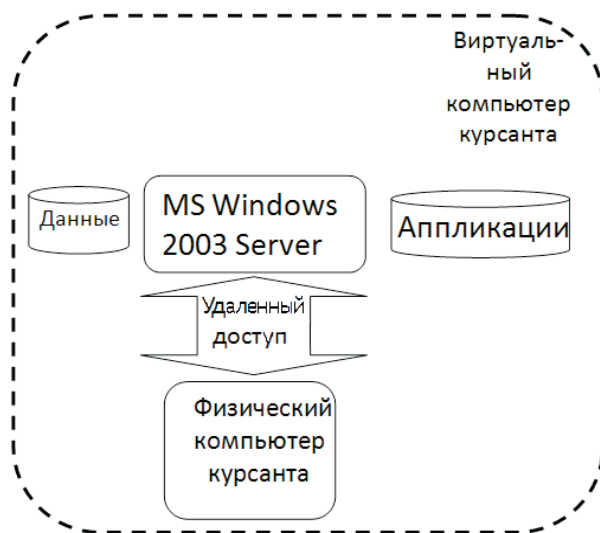 Виртуаль-
ный
компьютер
курсанта
Данные
MS Windows
2003 Server
Аппликации
Удаленный
доступ
Физический
компьютер
курсанта